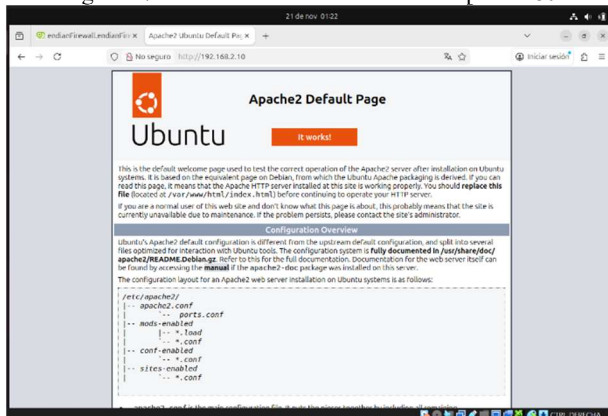 21 de nov 01:22
endianFirewall.endianFire x Apache2 Ubuntu Default Pag x +
No seguro http://192.168.2.10
Iniciar sesión
Apache2 Default Page
Ubuntu
It works!
This is the default welcome page used to test the correct operation of the Apache2 server after installation on Ubuntu
systems. It is based on the equivalent page on Debian, from which the Ubuntu Apache packaging is derived. If you can
read this page, it means that the Apache HTTP server installed at this site is working properly. You should replace this
file (located at /var/www/html/index.html) before continuing to operate your HTTP server.
If you are a normal user of this web site and don't know what this page is about, this probably means that the site is
currently unavailable due to maintenance. If the problem persists, please contact the site's administrator.
Configuration Overview
Ubuntu's Apache2 default configuration is different from the upstream default configuration, and split into several
files optimized for interaction with Ubuntu tools. The configuration system is fully documented in /usr/share/doc/
apache2/README.Debian.gz. Refer to this for the full documentation. Documentation for the web server itself can
be found by accessing the manual if the apache2-doc package was installed on this server.
The configuration layout for an Apache2 web server installation on Ubuntu systems is as follows:
/etc/apache2/
|-- apache2.conf
|       `-- ports.conf
|-- mods-enabled
|       |-- *.load
|       `-- *.conf
|-- conf-enabled
|       `-- *.conf
|-- sites-enabled
|       `-- *.conf
CTRL DERECHA